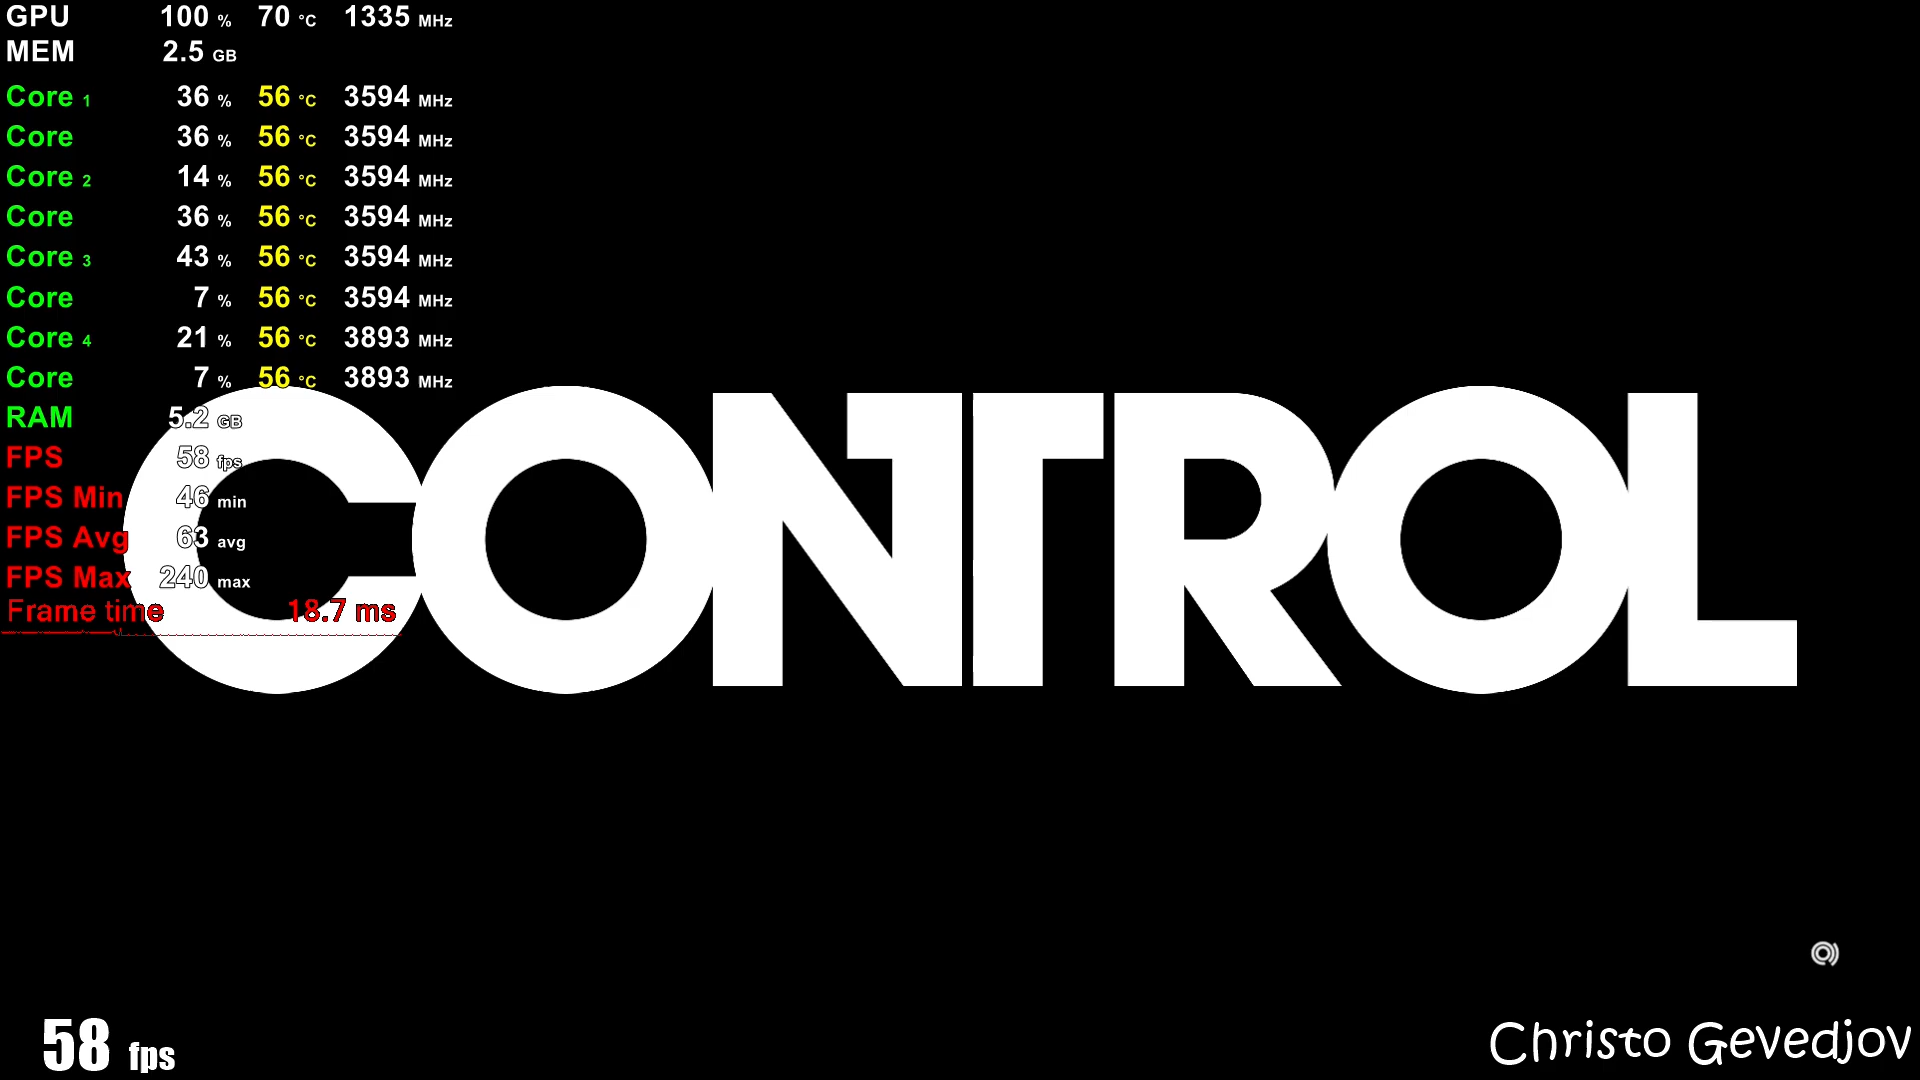 GPU 100 % 70 °C 1335 MHz
MEM 2.5 GB
Core 1 36 % 56 °C 3594 MHz
Core 36 % 56 °C 3594 MHz
Core 2 14 % 56 °C 3594 MHz
Core 36 % 56 °C 3594 MHz
Core 3 43 % 56 °C 3594 MHz
Core 7 % 56 °C 3594 MHz
Core 4 21 % 56 °C 3893 MHz
Core 7 % 56 °C 3893 MHz
RAM 5.2 GB
FPS 58 fps
FPS Min 46 min
FPS Avg 63 avg
FPS Max 240 max
Frame time 18.7 ms
CONTROL
58 fps
Christo Gevedjov